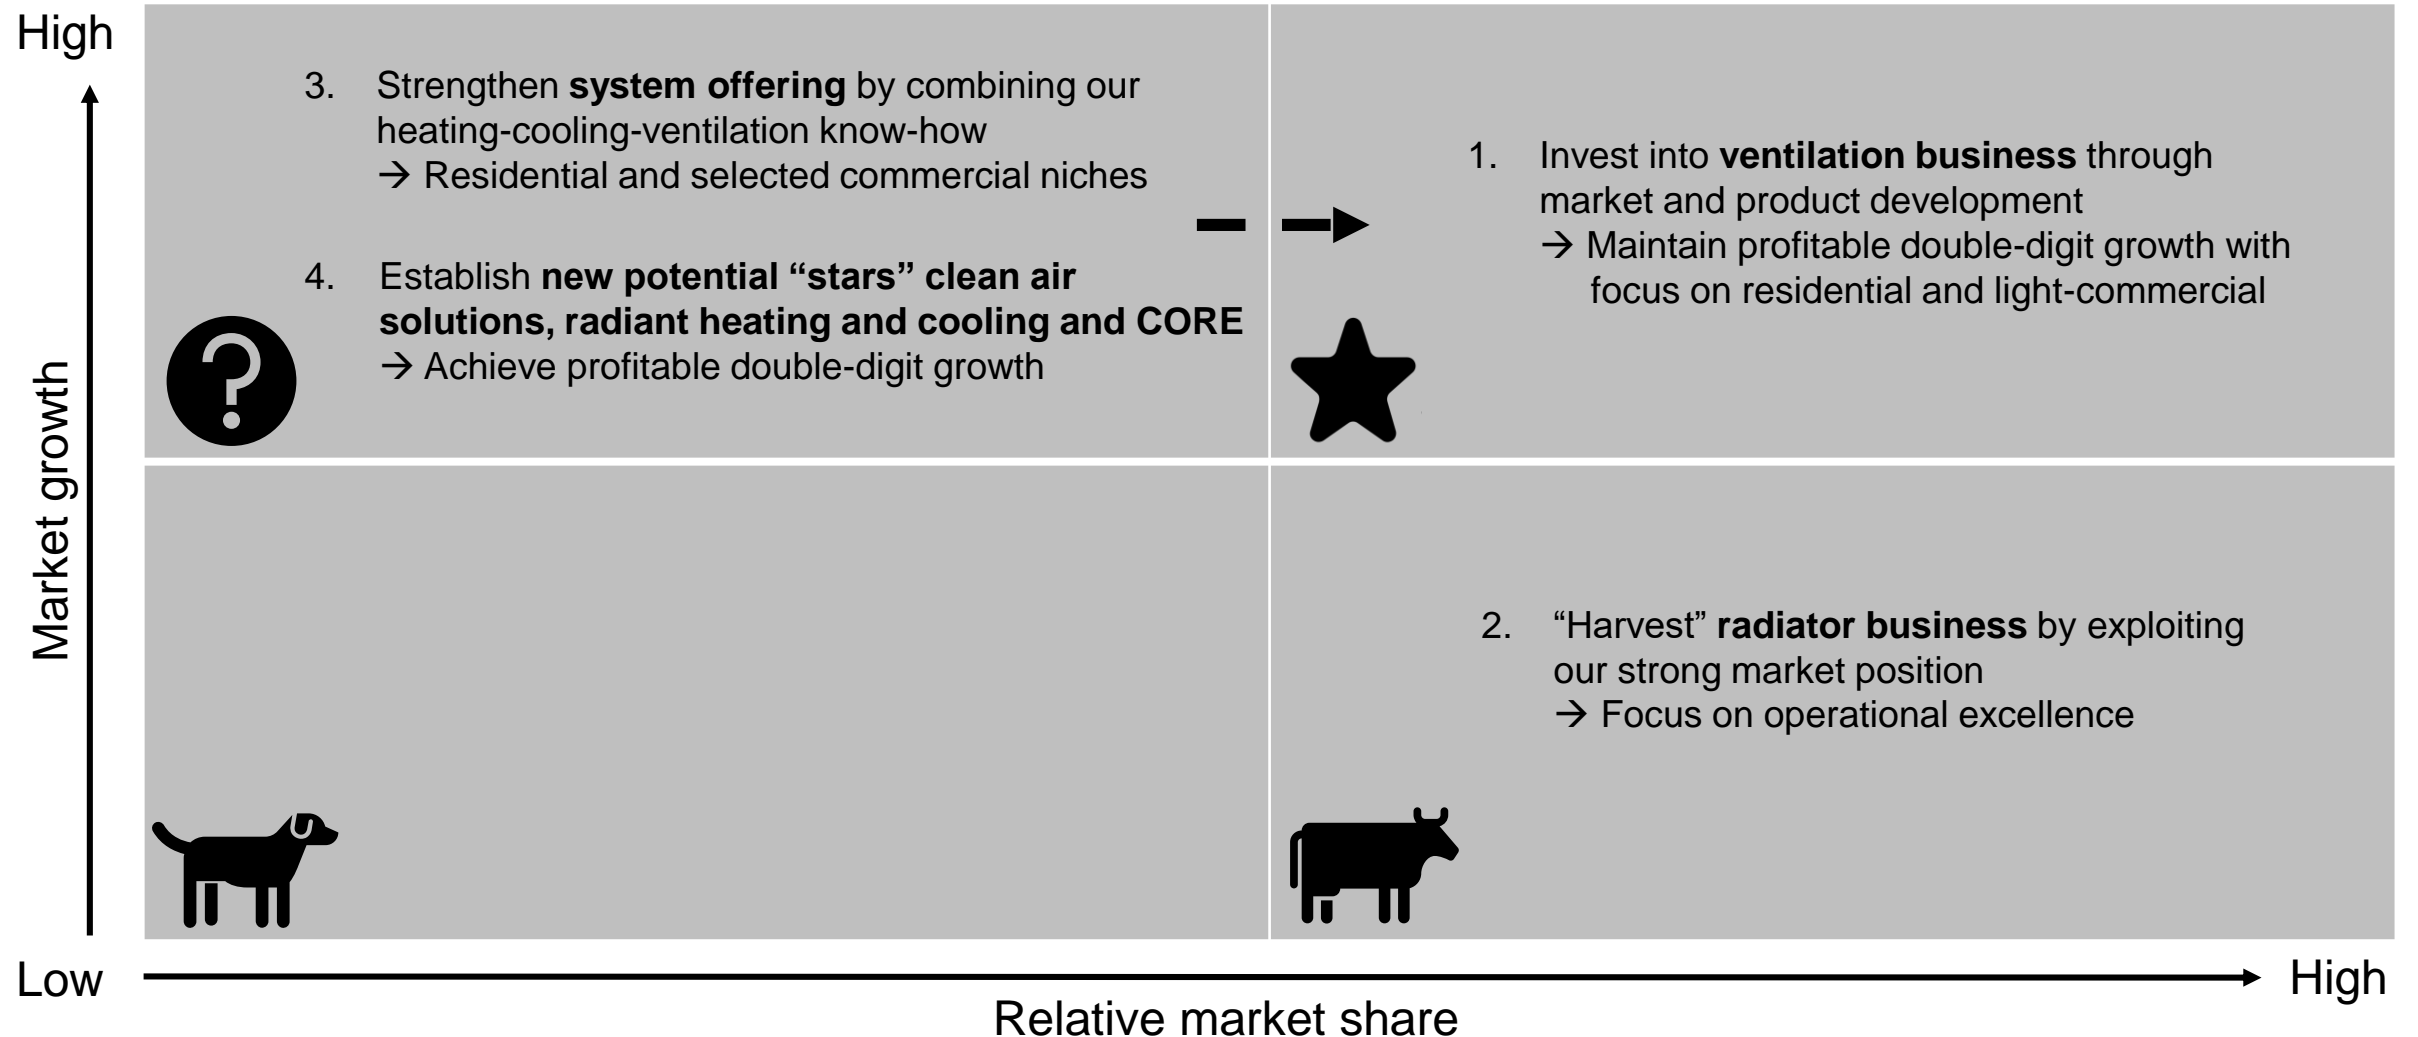 High
3. Strengthen system offering by combining our
heating-cooling-ventilation know-how
→ Residential and selected commercial niches
4. Establish new potential “stars” clean air
solutions, radiant heating and cooling and CORE
→ Achieve profitable double-digit growth
1. Invest into ventilation business through
market and product development
→ Maintain profitable double-digit growth with
focus on residential and light-commercial
Market growth
2. “Harvest” radiator business by exploiting
our strong market position
→ Focus on operational excellence
Low
High
Relative market share